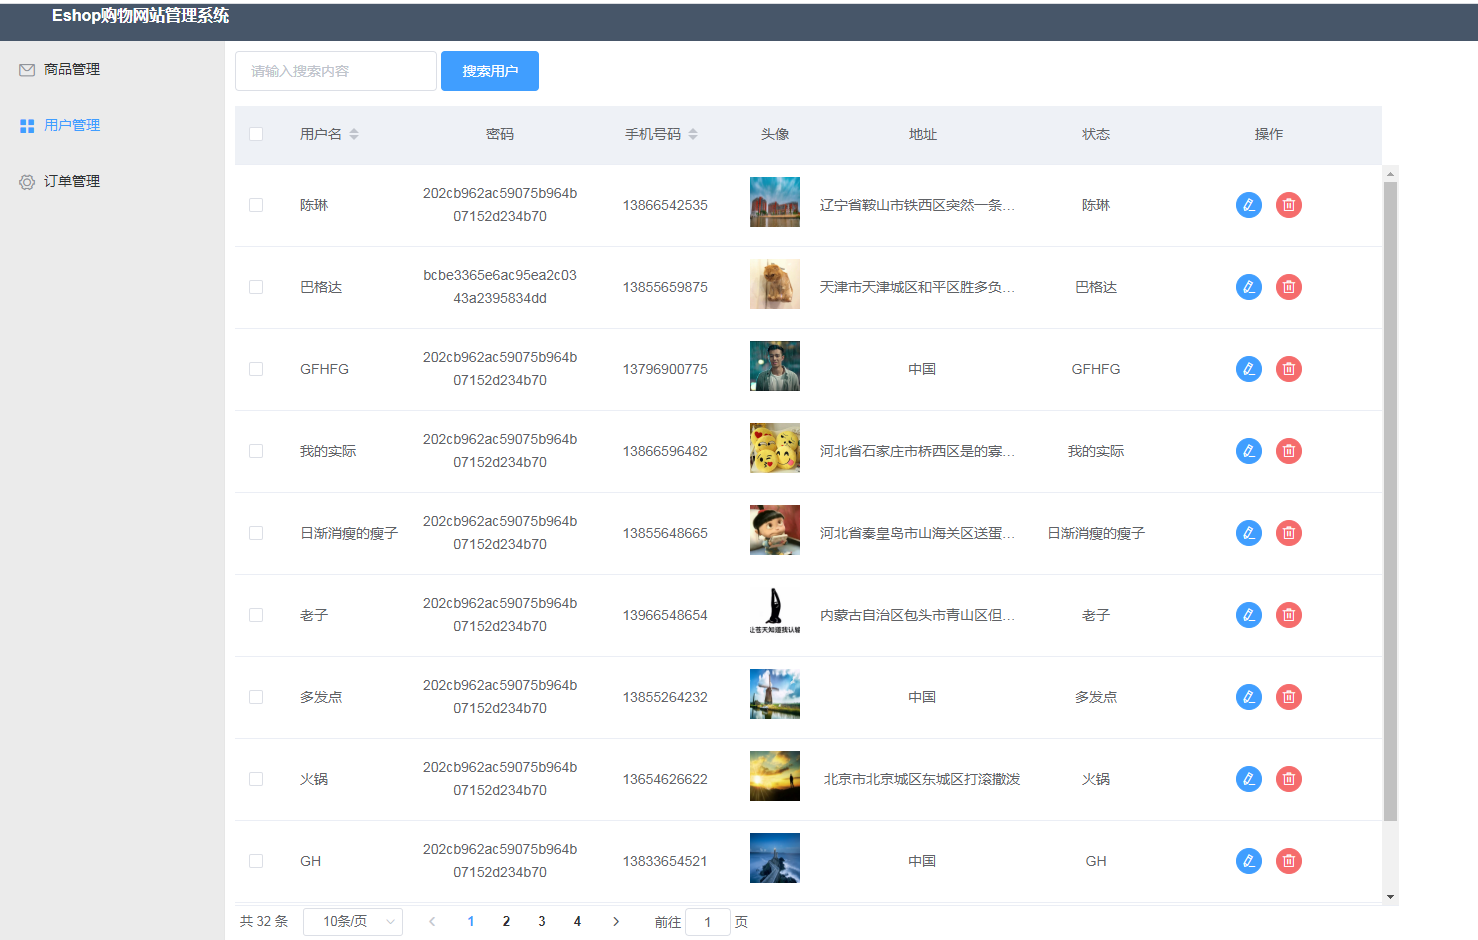 Eshop购物网站管理系统
商品管理
用户管理
订单管理
请输入搜索内容 搜索用户
用户名 密码 手机号码 头像 地址 状态 操作
陈琳 202cb962ac59075b964b07152d234b70 13866542535 辽宁省鞍山市铁西区突然一条... 陈琳
巴格达 bcbe3365e6ac95ea2c0343a2395834dd 13855659875 天津市天津城区和平区胜多负... 巴格达
GFHFG 202cb962ac59075b964b07152d234b70 13796900775 中国 GFHFG
我的实际 202cb962ac59075b964b07152d234b70 13866596482 河北省石家庄市桥西区是的寡... 我的实际
日渐消瘦的瘦子 202cb962ac59075b964b07152d234b70 13855648665 河北省秦皇岛市山海关区送蛋... 日渐消瘦的瘦子
老子 202cb962ac59075b964b07152d234b70 13966548654 让苍天知道我认输 内蒙古自治区包头市青山区但... 老子
多发点 202cb962ac59075b964b07152d234b70 13855264232 中国 多发点
火锅 202cb962ac59075b964b07152d234b70 13654626622 北京市北京城区东城区打滚撒泼 火锅
GH 202cb962ac59075b964b07152d234b70 13833654521 中国 GH
共 32 条 10条/页 1 2 3 4 前往 1 页